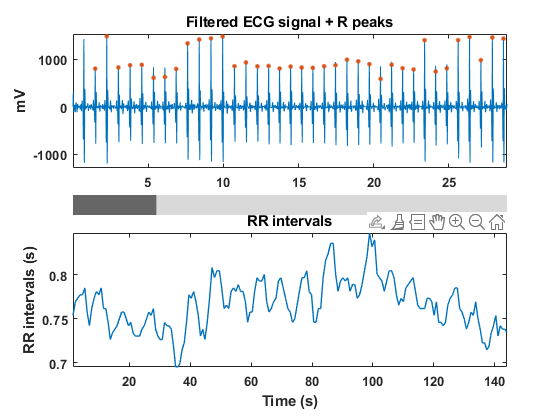 Filtered ECG signal + R peaks
mV
1000
0
-1000
5 10 15 20 25
RR intervals
RR intervals (s)
0.8
0.75
0.7
20 40 60 80 100 120 140
Time (s)